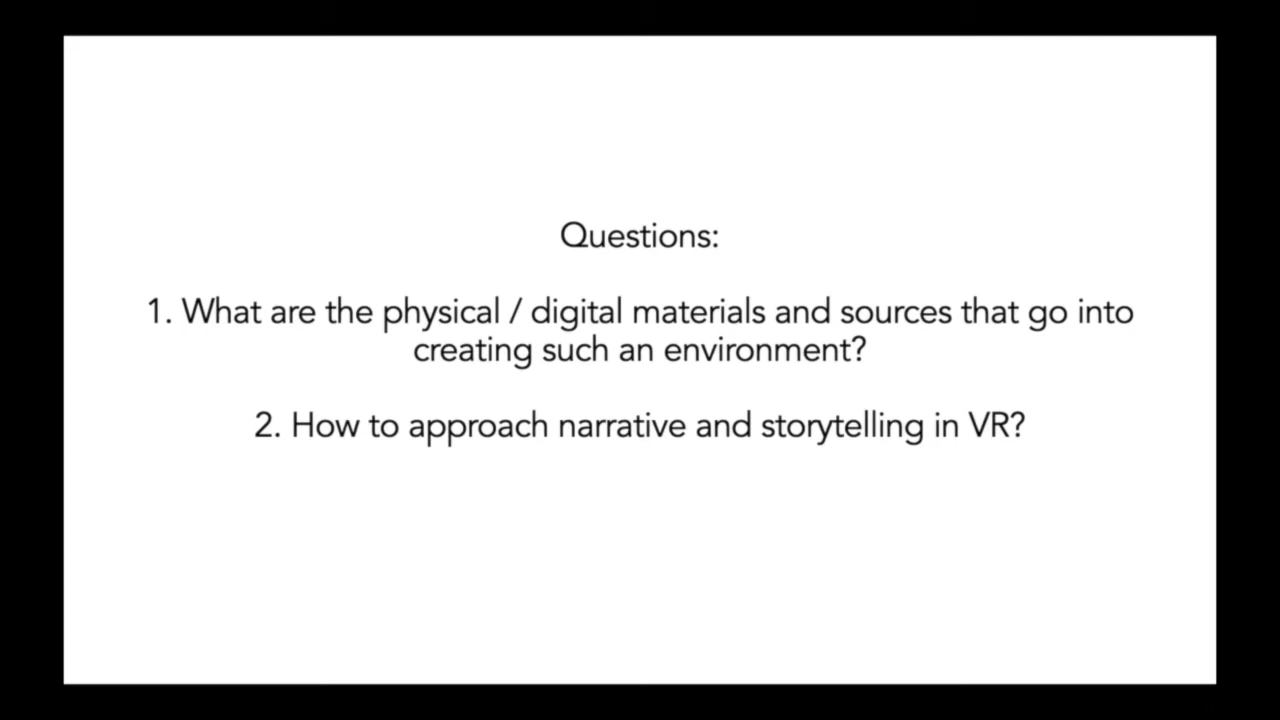 Questions:
1. What are the physical / digital materials and sources that go into
creating such an environment?
2. How to approach narrative and storytelling in VR?